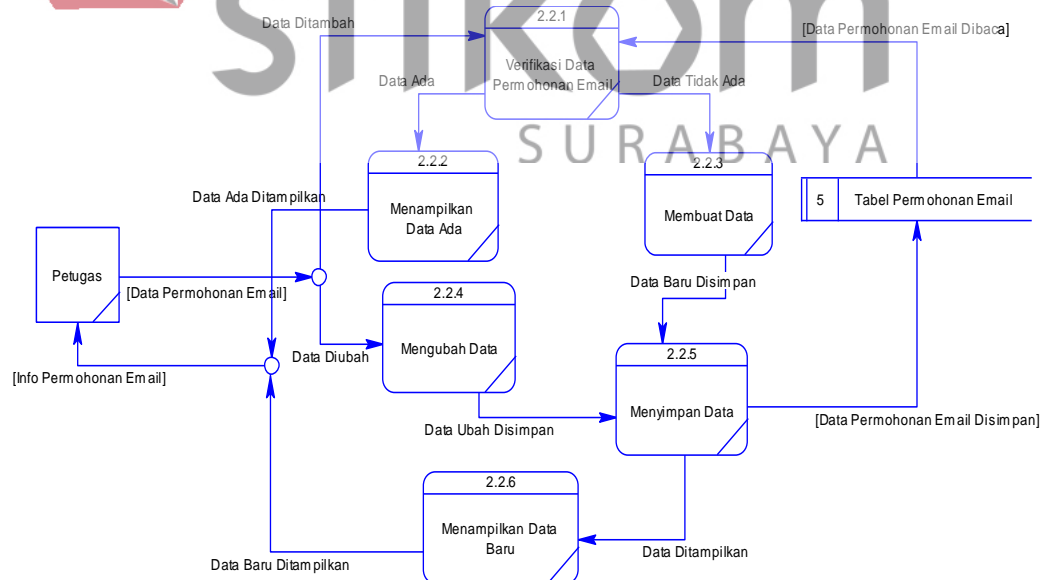 stikom
SURABAYA
Data Ditambah
2.2.1
Verifikasi Data
Permohonan Email
[Data Permohonan Email Dibaca]
Data Ada
Data Tidak Ada
2.2.2
Menampilkan
Data Ada
2.2.3
Membuat Data
5
Tabel Permohonan Email
Data Ada Ditampilkan
Petugas
[Data Permohonan Email]
Data Baru Disimpan
2.2.4
Mengubah Data
Data Diubah
[Info Permohonan Email]
2.2.5
Menyimpan Data
Data Ubah Disimpan
[Data Permohonan Email Disimpan]
2.2.6
Menampilkan Data
Baru
Data Ditampilkan
Data Baru Ditampilkan